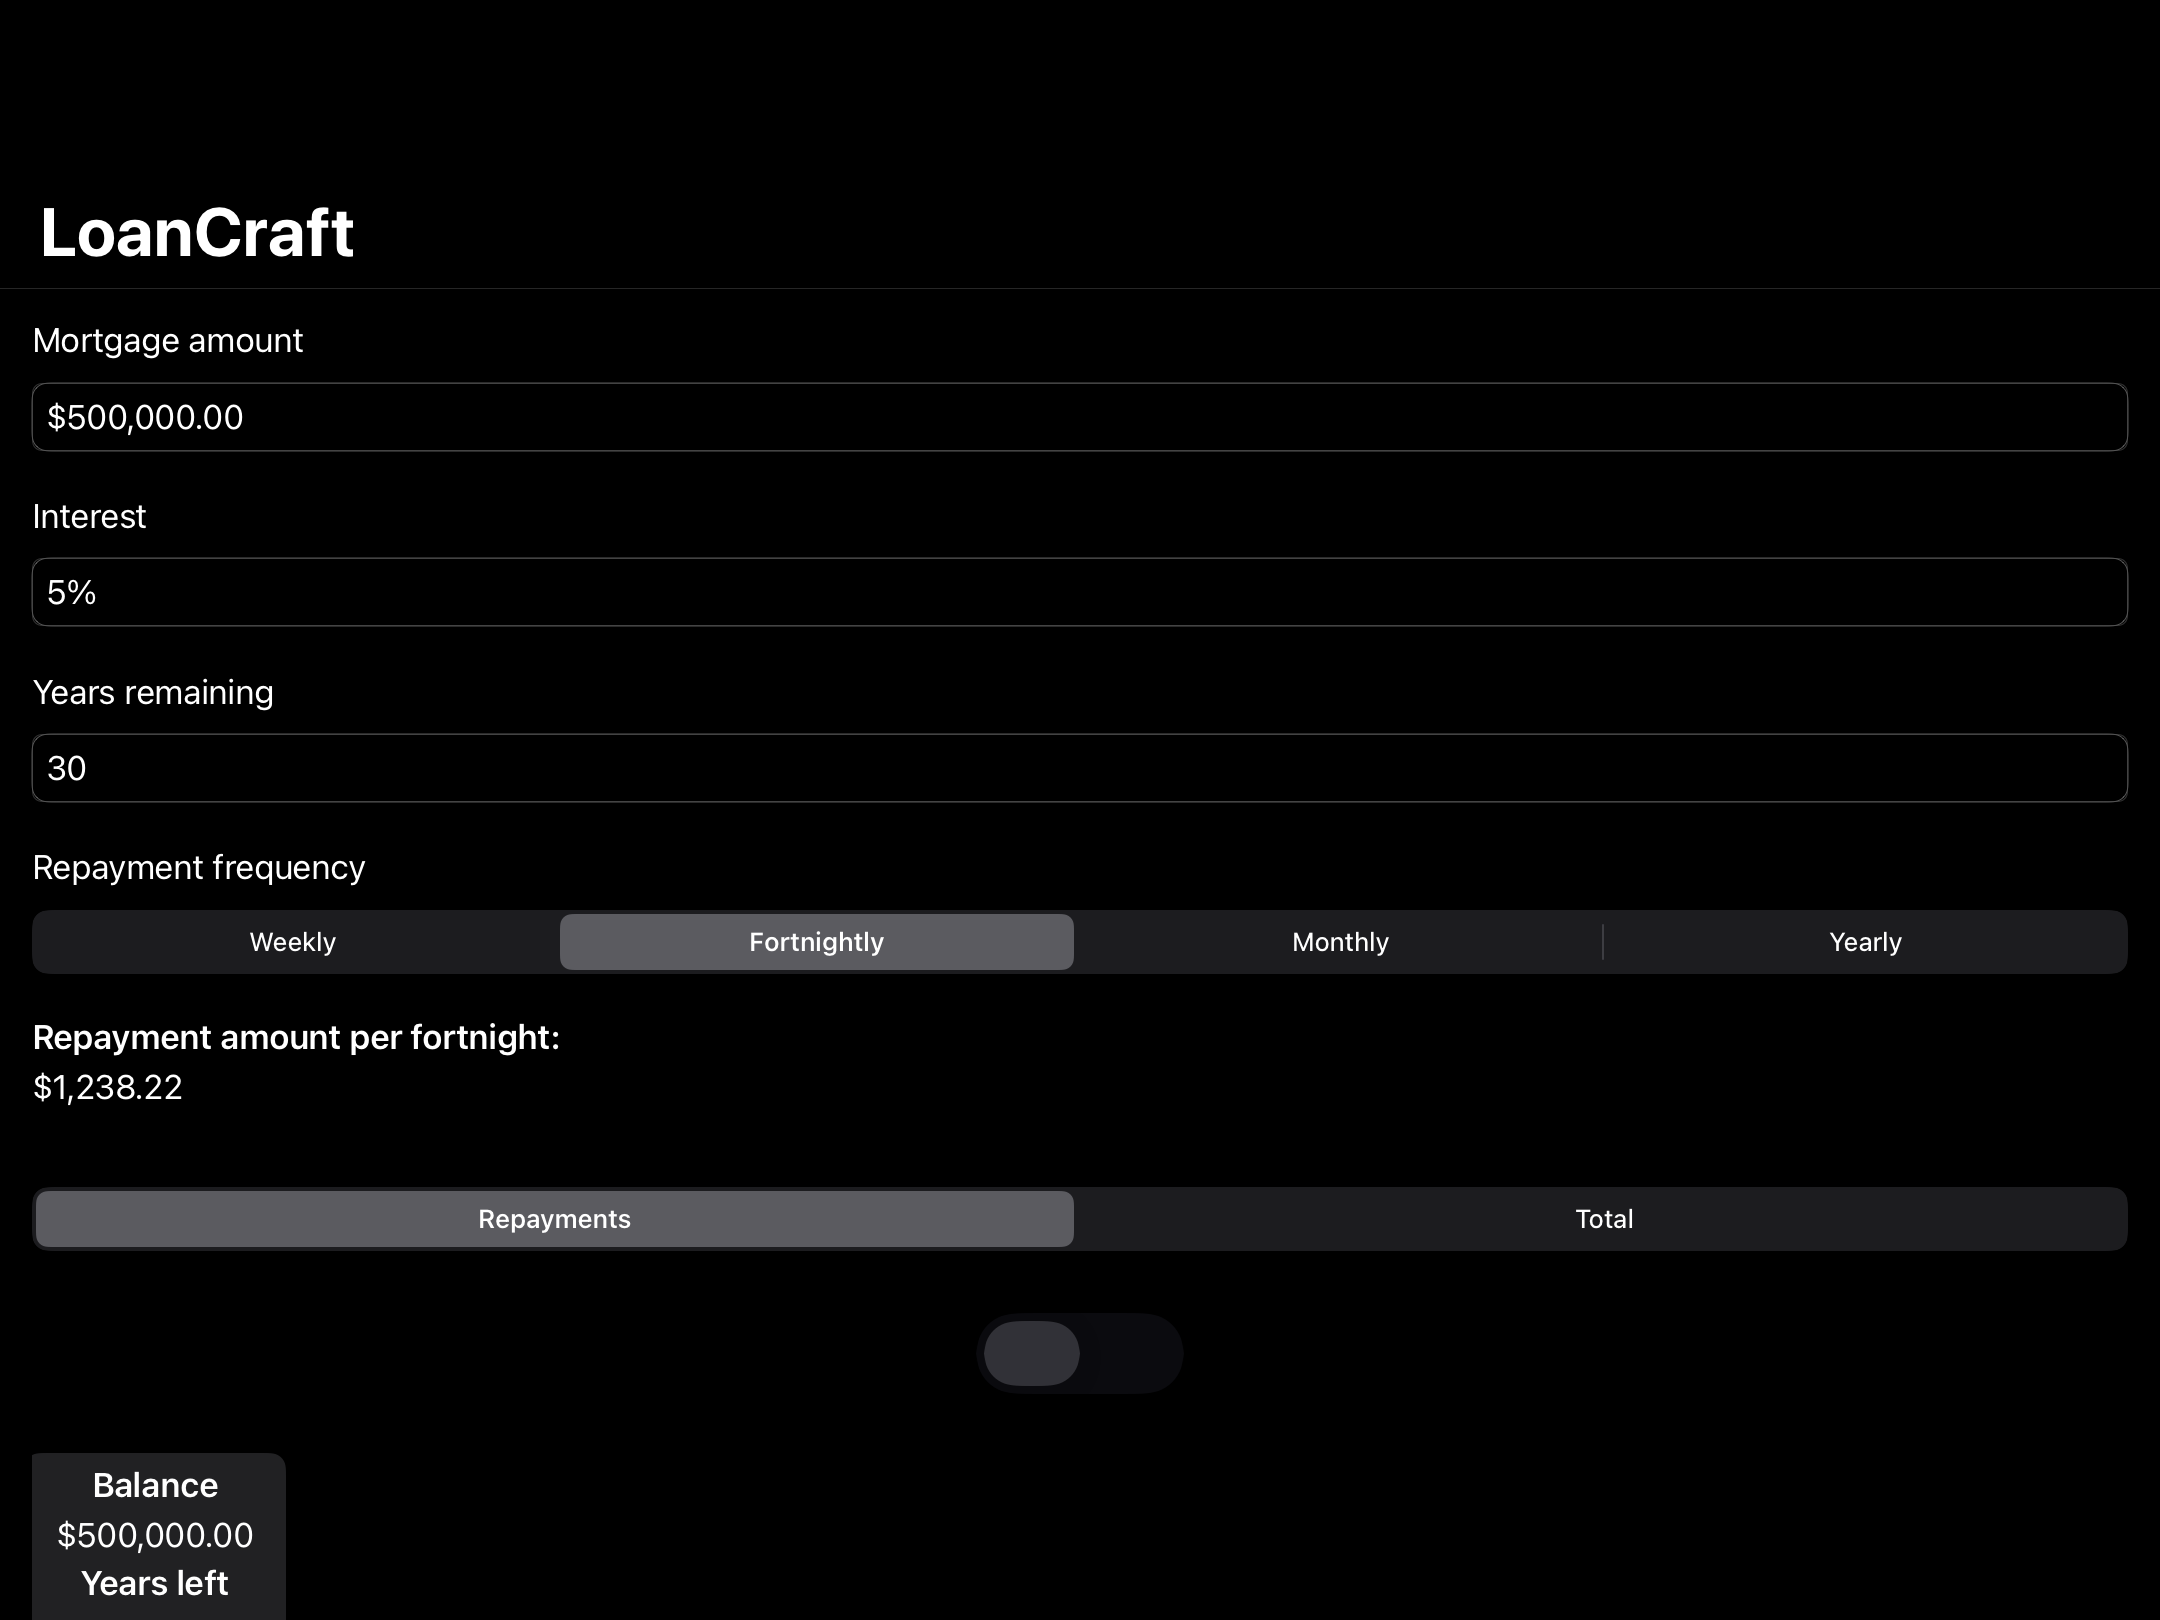 LoanCraft
Mortgage amount
$500,000.00
Interest
5%
Years remaining
30
Repayment frequency
Weekly Fortnightly Monthly Yearly
Repayment amount per fortnight:
$1,238.22
Repayments Total
Balance
$500,000.00
Years left